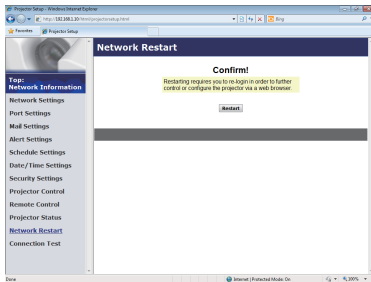 Projector Setup - Windows Internet Explorer
http://192.168.1.10/html/projectorsetup.html
Bing
Favorites
Projector Setup
Network Restart
Top:
Network Information
Network Settings
Port Settings
Mail Settings
Alert Settings
Schedule Settings
Date/Time Settings
Security Settings
Projector Control
Remote Control
Projector Status
Network Restart
Connection Test
Confirm!
Restarting requires you to re-login in order to further
control or configure the projector via a web browser.
Restart
Done
Internet | Protected Mode: On
100%